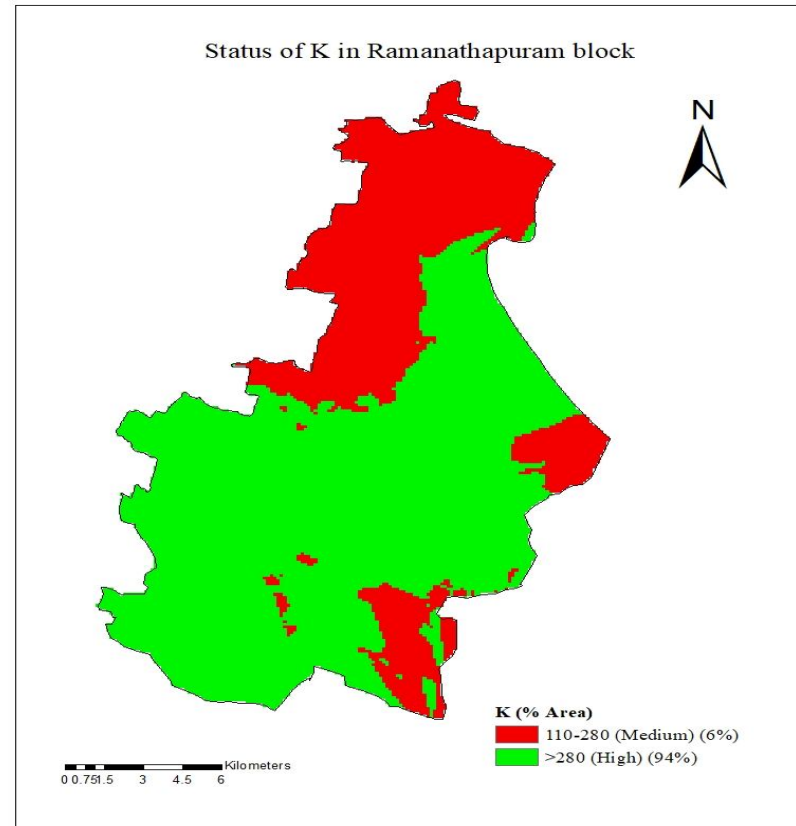 Status of K in Ramanathapuram block
N
K (% Area)
110-280 (Medium) (6%)
>280 (High) (94%)
Kilometers
0 0.751.5 3 4.5 6